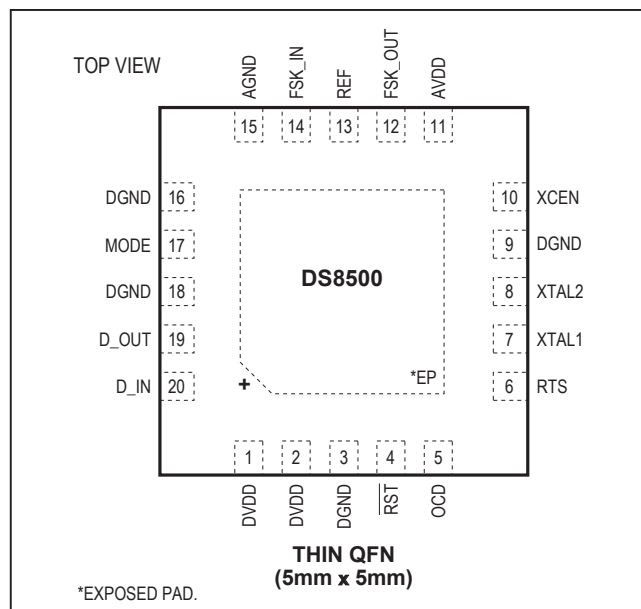 TOP VIEW
AGND
FSK_IN
REF
FSK_OUT
AVDD
15 14 13 12 11
DGND 16
MODE 17
DGND 18
D_OUT 19
D_IN 20
DS8500
*EP
+
10 XCEN
9 DGND
8 XTAL2
7 XTAL1
6 RTS
1 2 3 4 5
DVDD
DVDD
DGND
RST
OCD
THIN QFN
(5mm x 5mm)
*EXPOSED PAD.